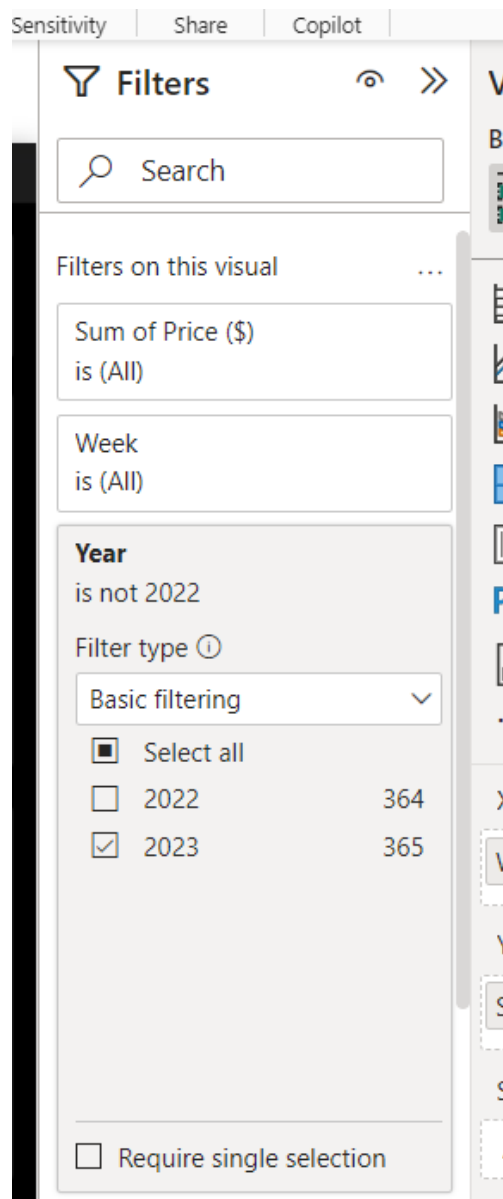 Sensitivity Share Copilot
Filters
Search
Filters on this visual ...
Sum of Price ($)
is (All)
Week
is (All)
Year
is not 2022
Filter type
Basic filtering
Select all
2022 364
2023 365
Require single selection